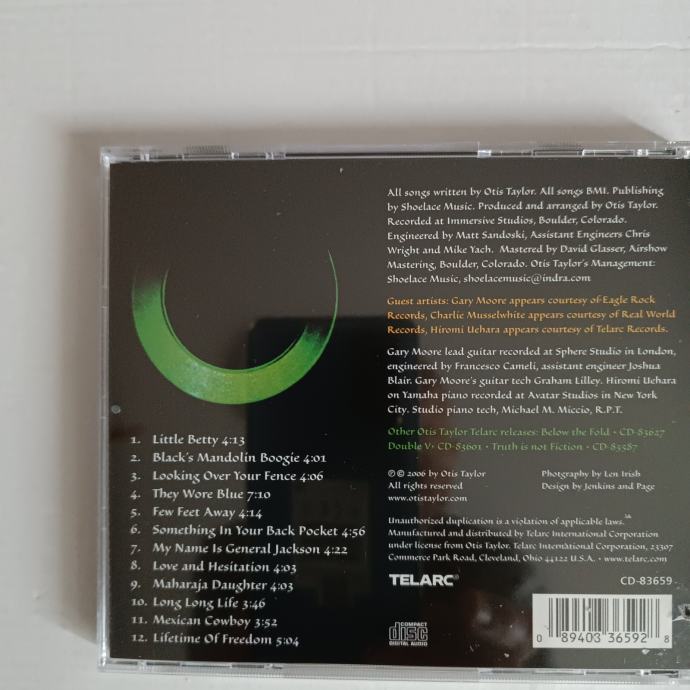 All songs written by Otis Taylor. All songs BMI. Publishing
by Shoelace Music. Produced and arranged by Otis Taylor.
Recorded at Immersive Studios, Boulder, Colorado.
Engineered by Matt Sandoski, Assistant Engineers Chris
Wright and Mike Yach. Mastered by David Glasser, Airshow
Mastering, Boulder, Colorado. Otis Taylor's Management:
Shoelace Music, shoelacemusic@indra.com
Guest artists: Gary Moore appears courtesy of Eagle Rock
Records, Charlie Musselwhite appears courtesy of Real World
Records, Hiromi Uehara appears courtesy of Telarc Records.
Gary Moore lead guitar recorded at Sphere Studio in London,
engineered by Francesco Cameli, assistant engineer Joshua
Blair. Gary Moore's guitar tech Graham Lilley. Hiromi Uehara
on Yamaha piano recorded at Avatar Studios in New York
City. Studio piano tech, Michael M. Miccio, R.P.T.
Other Otis Taylor Telarc releases: Below the Fold • CD-83627
Double V • CD-83601 • Truth is not Fiction • CD-83587
℗© 2006 by Otis Taylor
All rights reserved
www.otistaylor.com
Photgraphy by Len Irish
Design by Jenkins and Page
Unauthorized duplication is a violation of applicable laws.
Manufactured and distributed by Telarc International Corporation
under license from Otis Taylor. Telarc International Corporation, 23307
Commerce Park Road, Cleveland, Ohio 44122 U.S.A. • www.telarc.com
TELARC®
CD-83659
1. Little Betty 4:13
2. Black's Mandolin Boogie 4:01
3. Looking Over Your Fence 4:06
4. They Wore Blue 7:10
5. Few Feet Away 4:14
6. Something In Your Back Pocket 4:56
7. My Name Is General Jackson 4:22
8. Love and Hesitation 4:03
9. Maharaja Daughter 4:03
10. Long Long Life 3:46
11. Mexican Cowboy 3:52
12. Lifetime Of Freedom 5:04
COMPACT
disc
DIGITAL AUDIO
0 89403 36592 8